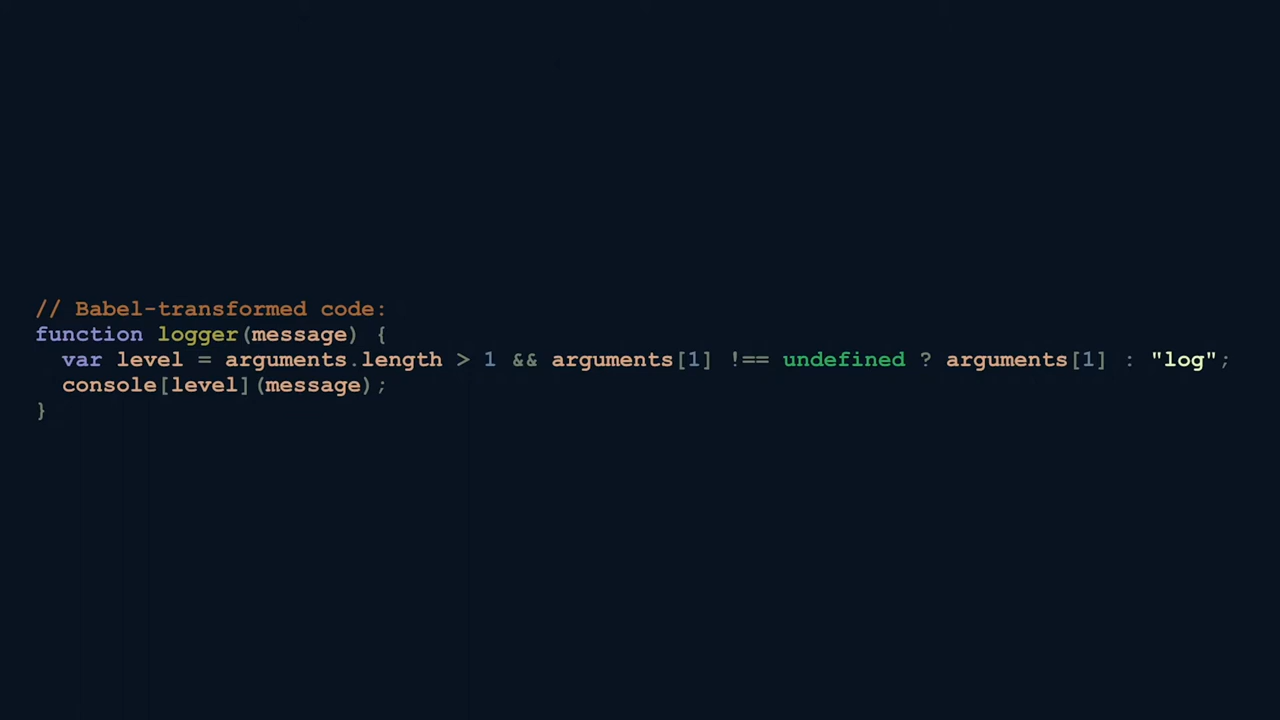 // Babel-transformed code:
function logger(message) {
  var level = arguments.length > 1 && arguments[1] !== undefined ? arguments[1] : "log";
  console[level](message);
}